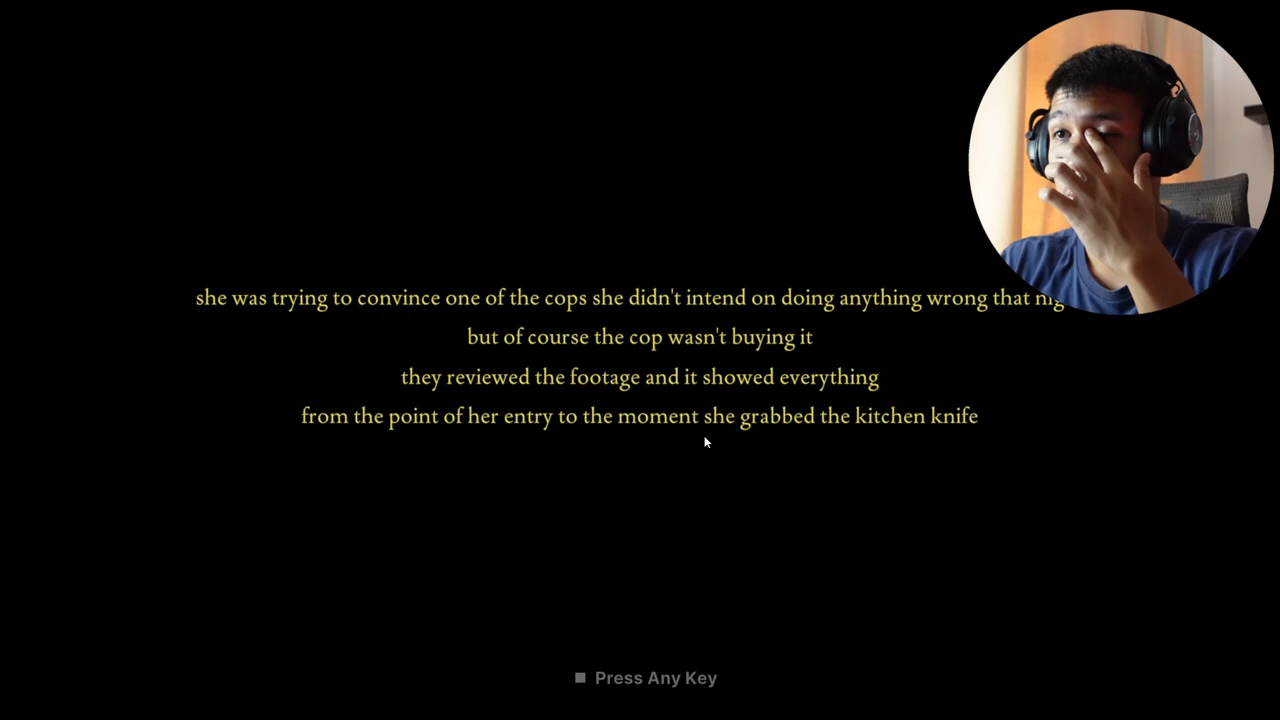 she was trying to convince one of the cops she didn't intend on doing anything wrong that
but of course the cop wasn't buying it
they reviewed the footage and it showed everything
from the point of her entry to the moment she grabbed the kitchen knife
Press Any Key